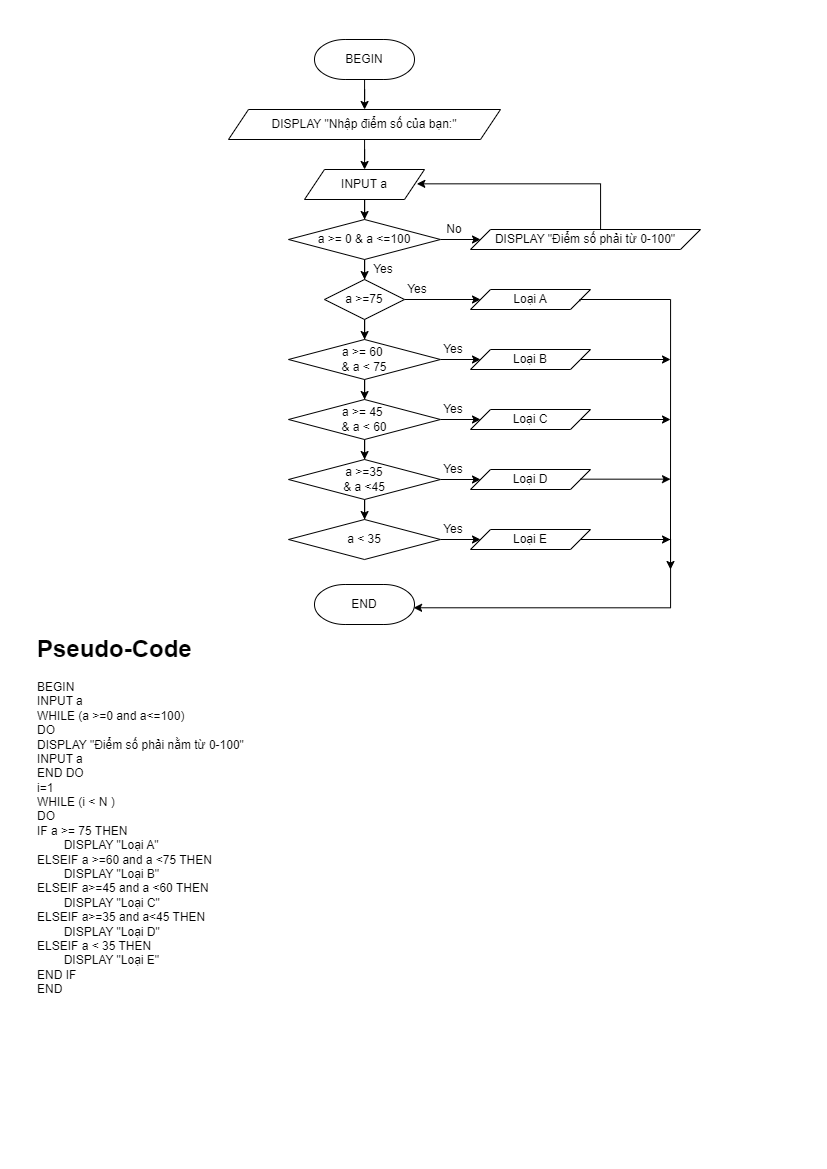 BEGIN
DISPLAY "Nhập điểm số của bạn:"
INPUT a
a >= 0 & a <=100
No
DISPLAY "Điểm số phải từ 0-100"
Yes
a >=75
Yes
Loại A
a >= 60
& a < 75
Yes
Loại B
a >= 45
& a < 60
Yes
Loại C
a >=35
& a <45
Yes
Loại D
a < 35
Yes
Loại E
END
Pseudo-Code
BEGIN
INPUT a
WHILE (a >=0 and a<=100)
DO
DISPLAY "Điểm số phải nằm từ 0-100"
INPUT a
END DO
i=1
WHILE (i < N )
DO
IF a >= 75 THEN
DISPLAY "Loại A"
ELSEIF a >=60 and a <75 THEN
DISPLAY "Loại B"
ELSEIF a>=45 and a <60 THEN
DISPLAY "Loại C"
ELSEIF a>=35 and a<45 THEN
DISPLAY "Loại D"
ELSEIF a < 35 THEN
DISPLAY "Loại E"
END IF
END